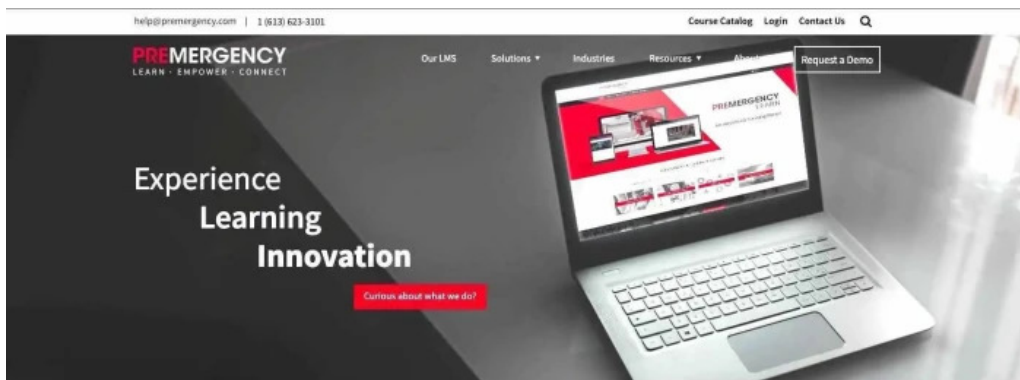 help@premergency.com | 1 (613) 623-3101 Course Catalog Login Contact Us
PREMERGENCY
LEARN · EMPOWER · CONNECT
Our LMS Solutions Industries Resources Request a Demo
PREMERGENCY
LEARN
Experience
Learning
Innovation
Curious about what we do?